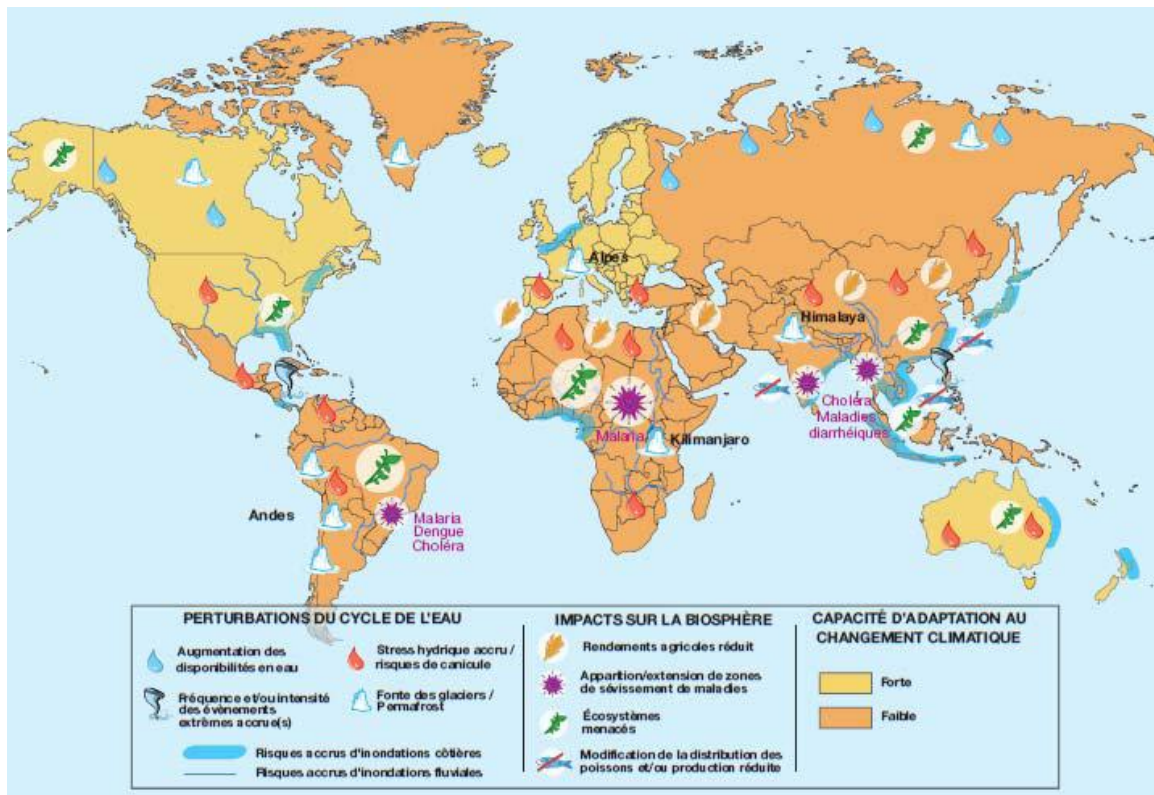 Alpes
Himalaya
Choléra
Maladies
diarrhéiques
Malaria
Kilimanjaro
Andes
Malaria
Dengue
Choléra
PERTURBATIONS DU CYCLE DE L'EAU
Augmentation des
disponibilités en eau
Stress hydrique accru /
risques de canicule
Fréquence et/ou intensité
des évènements
extrêmes accrue(s)
Fonte des glaciers /
Permafrost
Risques accrus d'inondations côtières
Risques accrus d'inondations fluviales
IMPACTS SUR LA BIOSPHÈRE
Rendements agricoles réduit
Apparition/extension de zones
de sévissement de maladies
Écosystèmes
menacés
Modification de la distribution des
poissons et/ou production réduite
CAPACITÉ D'ADAPTATION AU
CHANGEMENT CLIMATIQUE
Forte
Faible